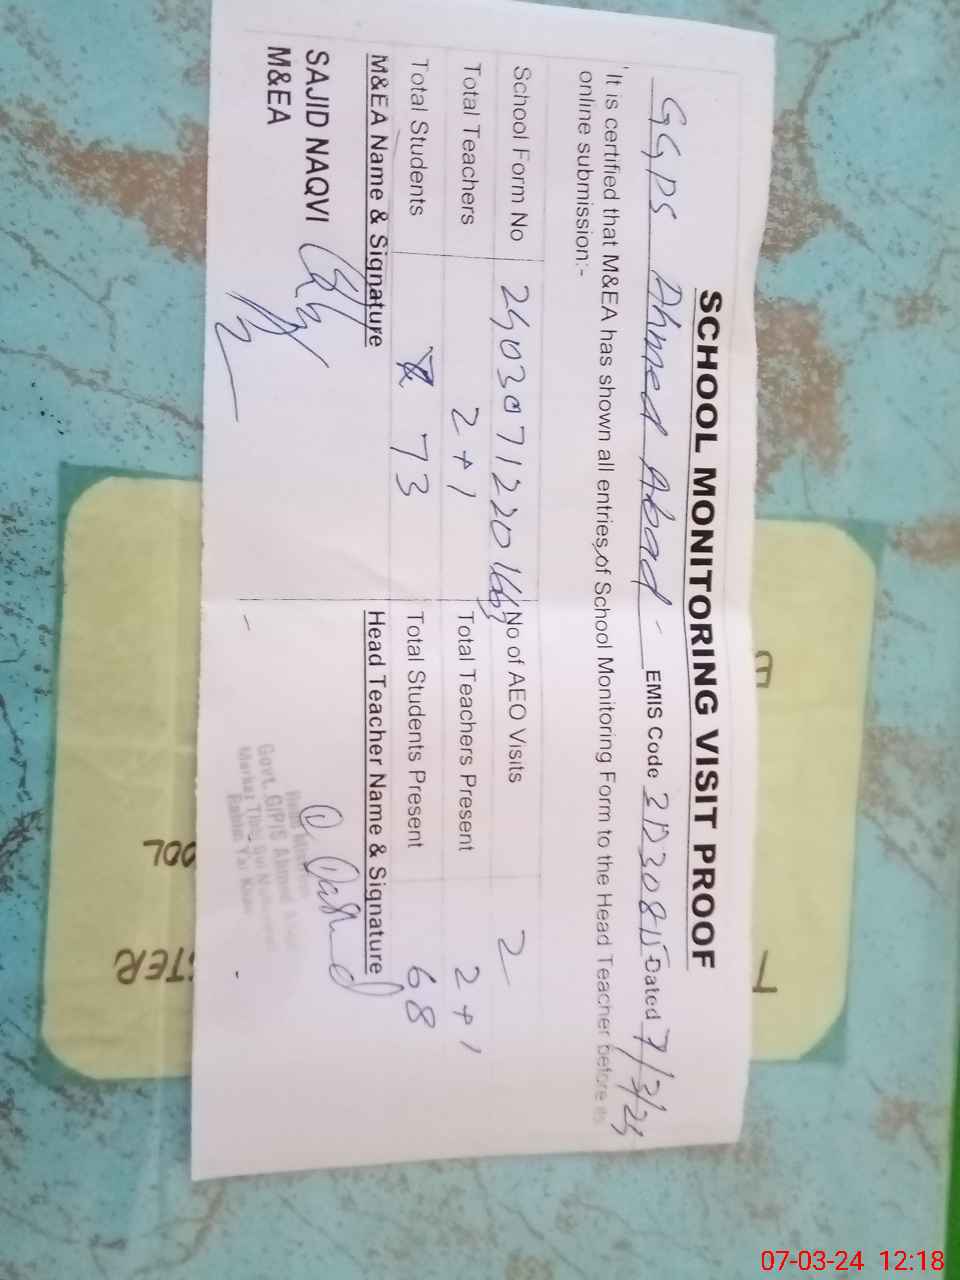 SCHOOL MONITORING VISIT PROOF
GGPS Ahmed Abad - EMIS Code Dated 7/3/24
It is certified that M&EA has shown all entries of School Monitoring Form to the Head Teacher before its
online submission:-
School Form No No of AEO Visits 2
Total Teachers 2+1 Total Teachers Present 2+1
Total Students 73 Total Students Present 68
M&EA Name & Signature Head Teacher Name & Signature
SAJID NAQVI
M&EA
07-03-24 12:18